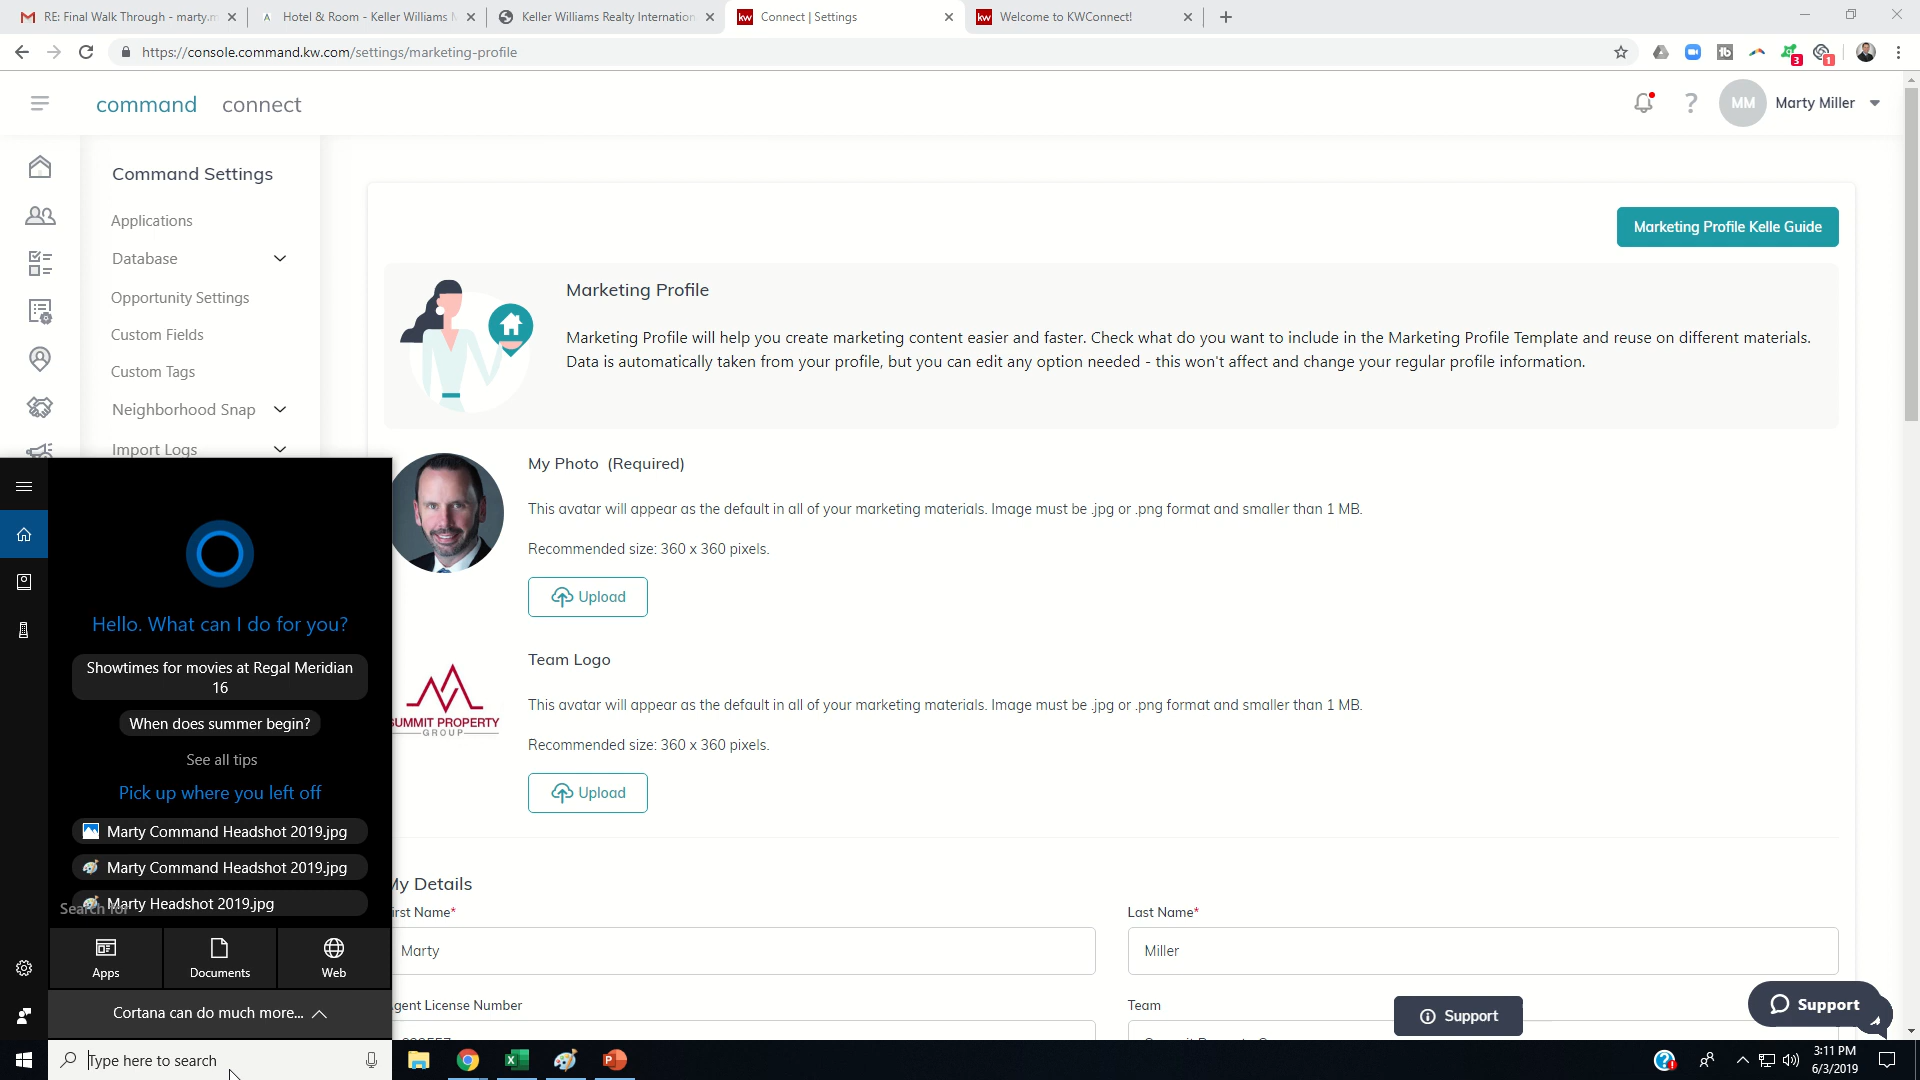 RE: Final Walk Through - marty.m
Hotel & Room - Keller Williams M
Keller Williams Realty Internation
kw
Connect | Settings
kw
Welcome to KWConnect!
https://console.command.kw.com/settings/marketing-profile
3
1
command connect
?
MM
Marty Miller
Command Settings
Applications
Database
Opportunity Settings
Custom Fields
Custom Tags
Neighborhood Snap
Import Logs
Marketing Profile Kelle Guide
Marketing Profile
Marketing Profile will help you create marketing content easier and faster. Check what do you want to include in the Marketing Profile Template and reuse on different materials.
Data is automatically taken from your profile, but you can edit any option needed - this won't affect and change your regular profile information.
My Photo (Required)
This avatar will appear as the default in all of your marketing materials. Image must be .jpg or .png format and smaller than 1 MB.
Recommended size: 360 x 360 pixels.
Upload
Team Logo
SUMMIT PROPERTY
GROUP
This avatar will appear as the default in all of your marketing materials. Image must be .jpg or .png format and smaller than 1 MB.
Recommended size: 360 x 360 pixels.
Upload
My Details
irst Name*
Marty
Last Name*
Miller
gent License Number
Team
Support
Support
Hello. What can I do for you?
Showtimes for movies at Regal Meridian
16
When does summer begin?
See all tips
Pick up where you left off
Marty Command Headshot 2019.jpg
Marty Command Headshot 2019.jpg
Marty Headshot 2019.jpg
Search for
Apps
Documents
Web
Cortana can do much more...
Type here to search
3:11 PM
6/3/2019